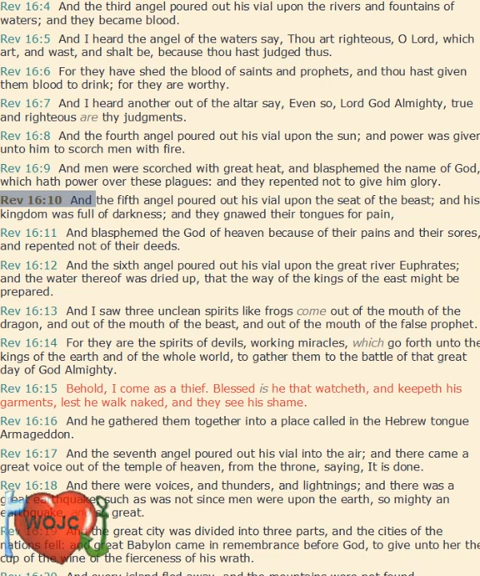 Rev 16:4 And the third angel poured out his vial upon the rivers and fountains of
waters; and they became blood.
Rev 16:5 And I heard the angel of the waters say, Thou art righteous, O Lord, which
art, and wast, and shalt be, because thou hast judged thus.
Rev 16:6 For they have shed the blood of saints and prophets, and thou hast given
them blood to drink; for they are worthy.
Rev 16:7 And I heard another out of the altar say, Even so, Lord God Almighty, true
and righteous are thy judgments.
Rev 16:8 And the fourth angel poured out his vial upon the sun; and power was given
unto him to scorch men with fire.
Rev 16:9 And men were scorched with great heat, and blasphemed the name of God,
which hath power over these plagues: and they repented not to give him glory.
Rev 16:10 And the fifth angel poured out his vial upon the seat of the beast; and his
kingdom was full of darkness; and they gnawed their tongues for pain,
Rev 16:11 And blasphemed the God of heaven because of their pains and their sores,
and repented not of their deeds.
Rev 16:12 And the sixth angel poured out his vial upon the great river Euphrates;
and the water thereof was dried up, that the way of the kings of the east might be
prepared.
Rev 16:13 And I saw three unclean spirits like frogs come out of the mouth of the
dragon, and out of the mouth of the beast, and out of the mouth of the false prophet.
Rev 16:14 For they are the spirits of devils, working miracles, which go forth unto the
kings of the earth and of the whole world, to gather them to the battle of that great
day of God Almighty.
Rev 16:15 Behold, I come as a thief. Blessed is he that watcheth, and keepeth his
garments, lest he walk naked, and they see his shame.
Rev 16:16 And he gathered them together into a place called in the Hebrew tongue
Armageddon.
Rev 16:17 And the seventh angel poured out his vial into the air; and there came a
great voice out of the temple of heaven, from the throne, saying, It is done.
Rev 16:18 And there were voices, and thunders, and lightnings; and there was a
great earthquake, such as was not since men were upon the earth, so mighty an
earthquake, and great.
WOJC
Rev 16:19 And the great city was divided into three parts, and the cities of the
nations fell: and great Babylon came in remembrance before God, to give unto her the
cup of the wine of the fierceness of his wrath.